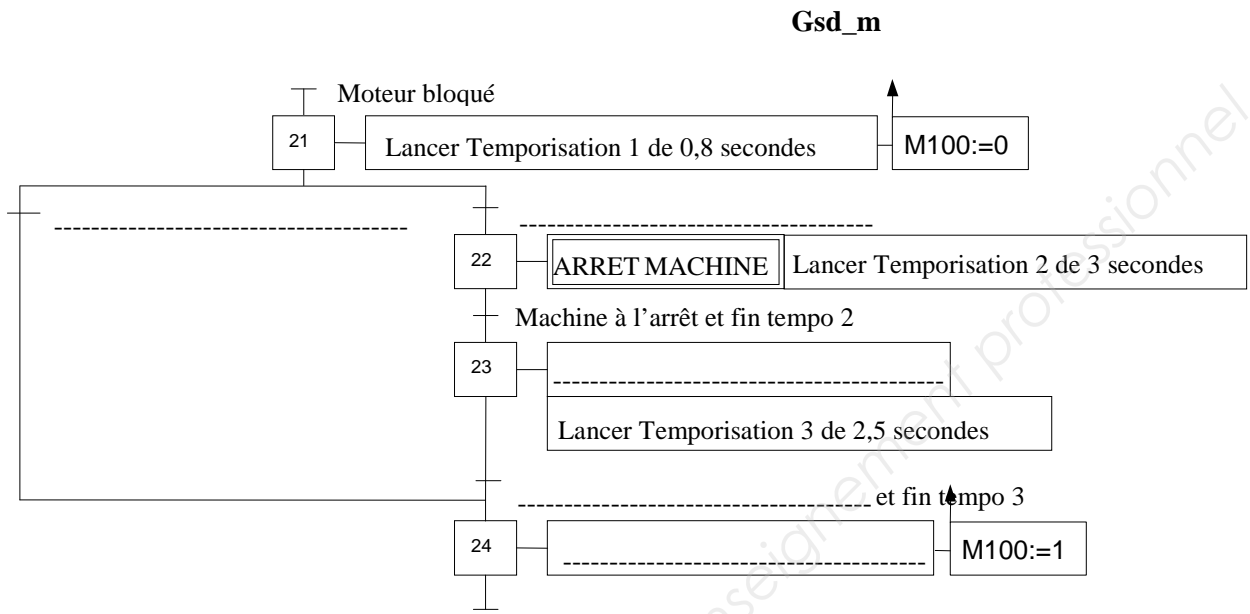 Gsd_m
Moteur bloqué
21
Lancer Temporisation 1 de 0,8 secondes
M100:=0
22
ARRET MACHINE
Lancer Temporisation 2 de 3 secondes
Machine à l’arrêt et fin tempo 2
23
Lancer Temporisation 3 de 2,5 secondes
et fin tempo 3
24
M100:=1
seignement professionnel